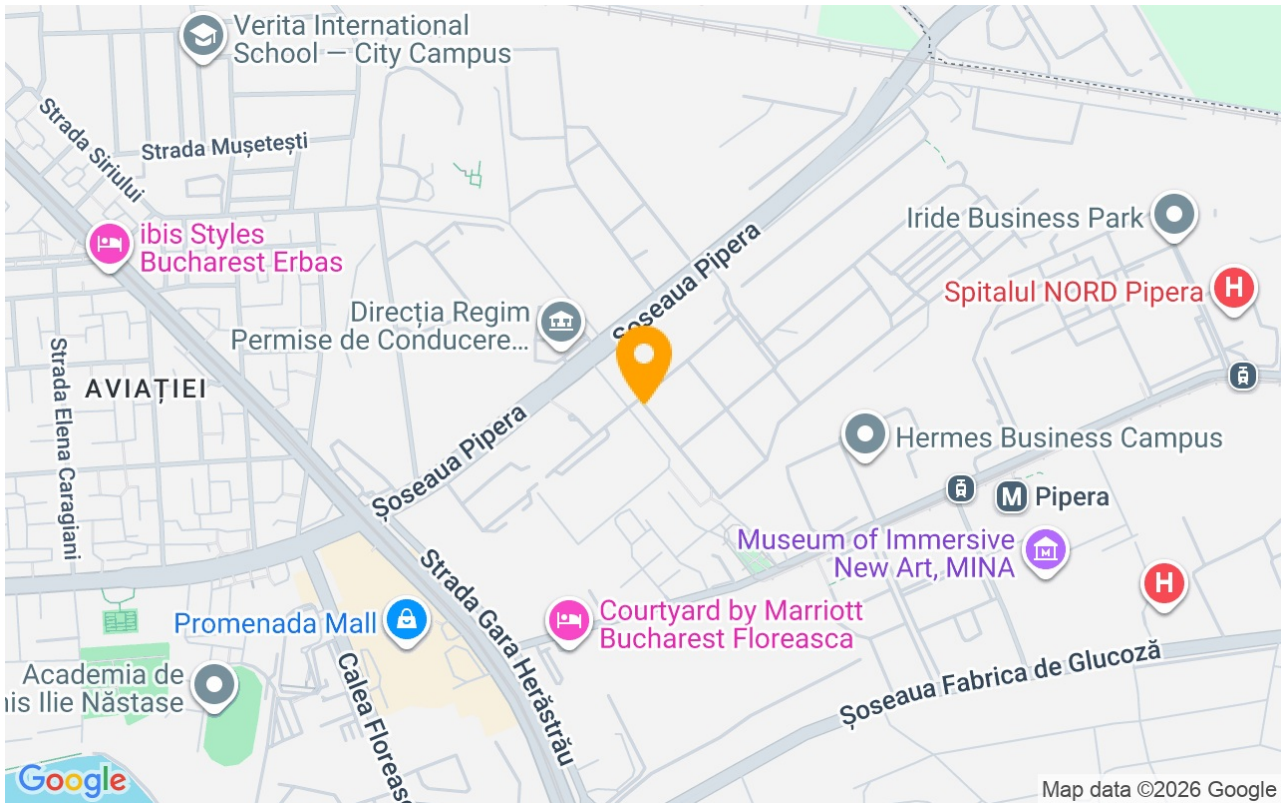 Verita International
School — City Campus
Strada Siriului
Strada Mușetești
ibis Styles
Bucharest Erbas
Iride Business Park
Spitalul NORD Pipera
H
Șoseaua Pipera
Direcția Regim
Permise de Conducere...
Strada Elena Caragiani
AVIAȚIEI
Șoseaua Pipera
Hermes Business Campus
M Pipera
Museum of Immersive
New Art, MINA
M
H
Strada Gara Herăstrău
Promenada Mall
Courtyard by Marriott
Bucharest Floreasca
Academia de
nis Ilie Năstase
Calea Floreasc
Șoseaua Fabrica de Glucoză
Google
Map data ©2026 Google